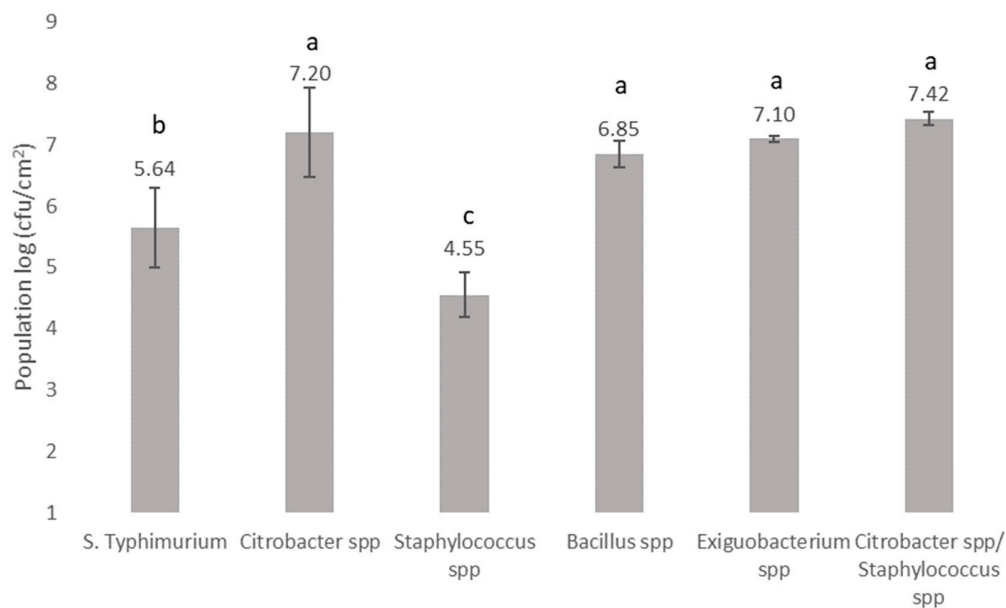 9
8
7
6
5
4
3
2
1
Population log (cfu/cm²)
b
5.64
a
7.20
c
4.55
a
6.85
a
7.10
a
7.42
S. Typhimurium
Citrobacter spp
Staphylococcus
spp
Bacillus spp
Exiguobacterium
spp
Citrobacter spp/
Staphylococcus
spp